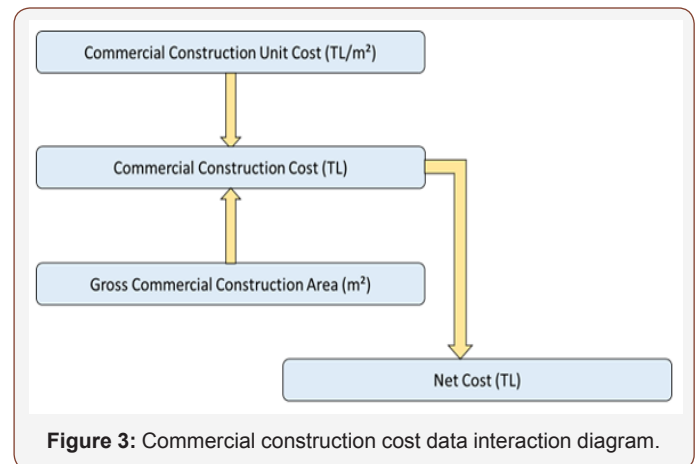 Commercial Construction Unit Cost (TL/m²)
Commercial Construction Cost (TL)
Gross Commercial Construction Area (m²)
Net Cost (TL)
Figure 3: Commercial construction cost data interaction diagram.